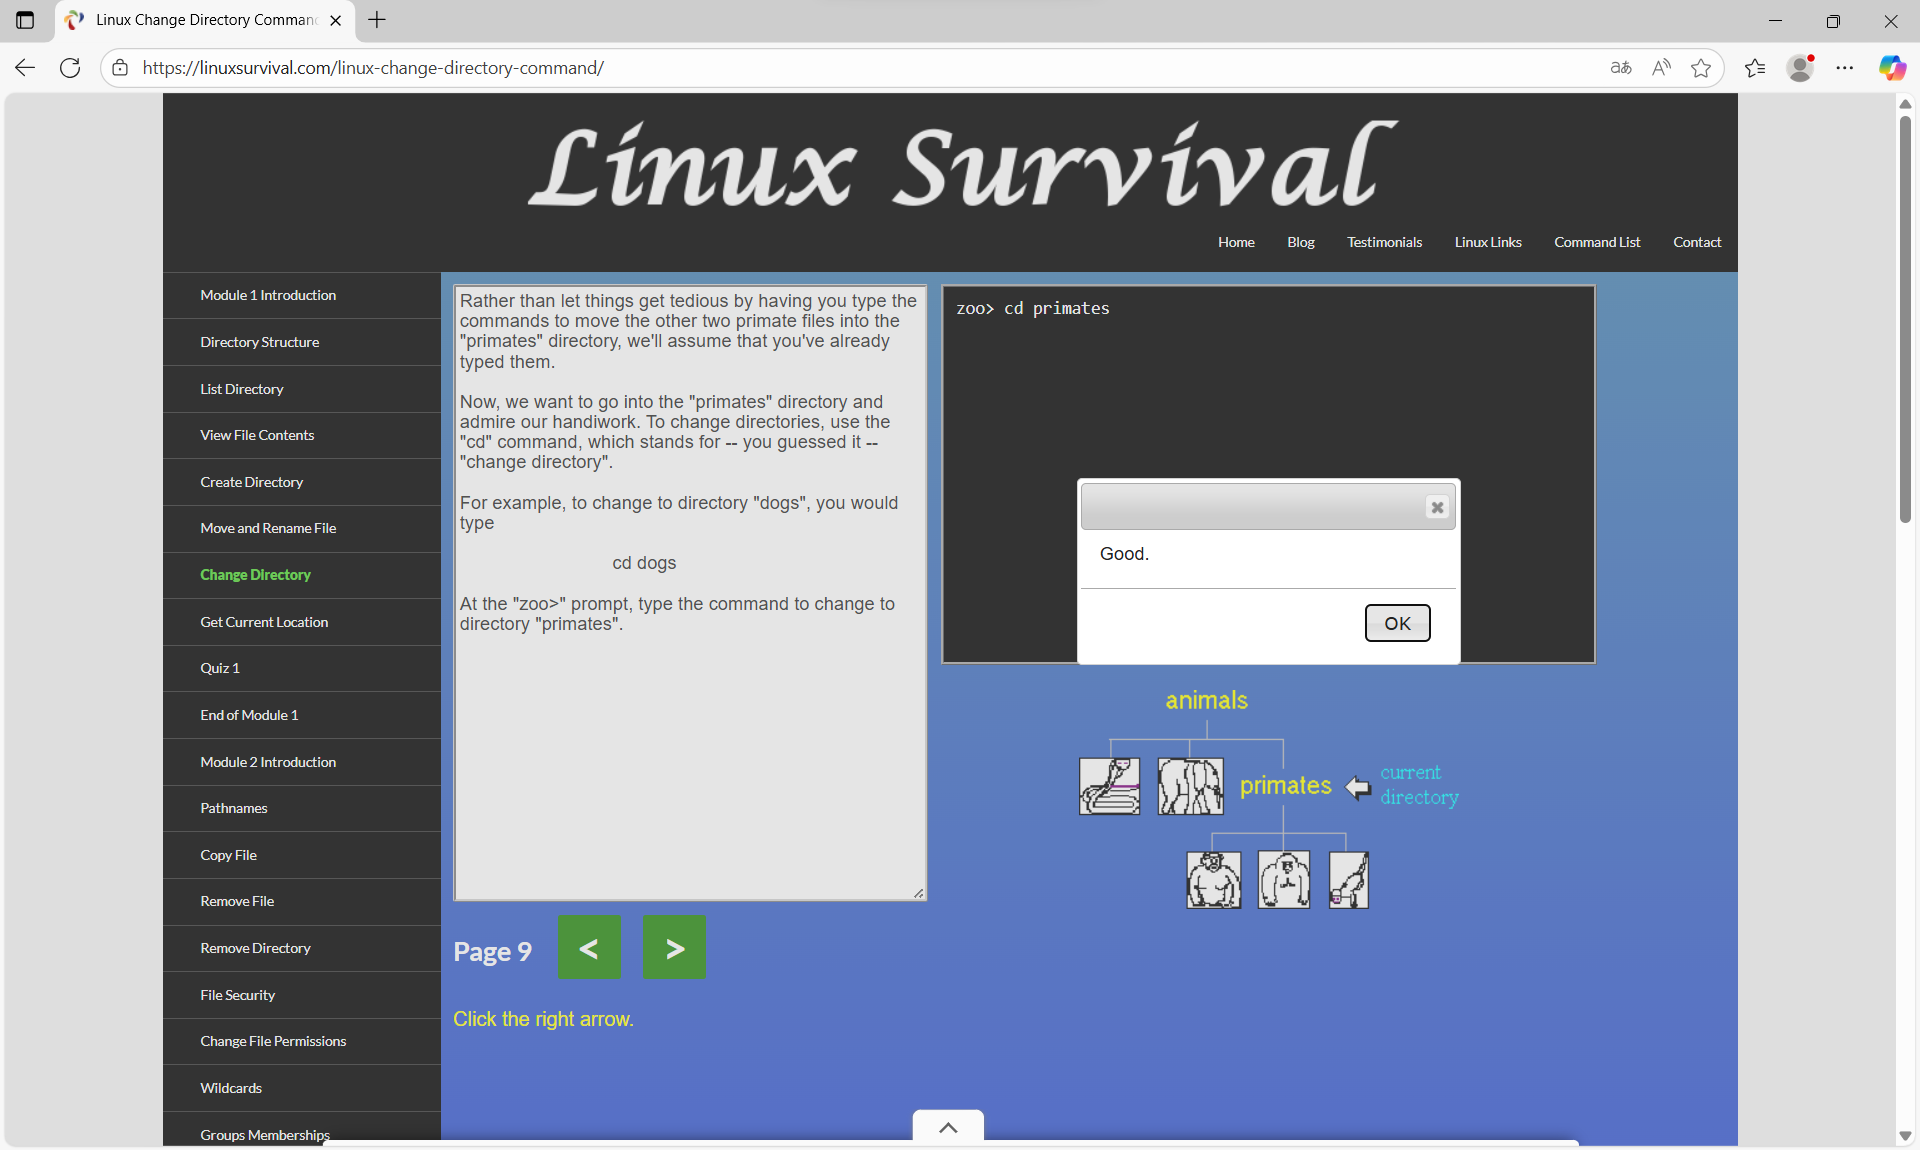 Linux Change Directory Comman
https://linuxsurvival.com/linux-change-directory-command/
Linux Survival
Home Blog Testimonials Linux Links Command List Contact
Module 1 Introduction
Directory Structure
List Directory
View File Contents
Create Directory
Move and Rename File
Change Directory
Get Current Location
Quiz 1
End of Module 1
Module 2 Introduction
Pathnames
Copy File
Remove File
Remove Directory
File Security
Change File Permissions
Wildcards
Groups Memberships
Rather than let things get tedious by having you type the
commands to move the other two primate files into the
"primates" directory, we'll assume that you've already
typed them.
Now, we want to go into the "primates" directory and
admire our handiwork. To change directories, use the
"cd" command, which stands for -- you guessed it --
"change directory".
For example, to change to directory "dogs", you would
type
cd dogs
At the "zoo>" prompt, type the command to change to
directory "primates".
Page 9 < >
Click the right arrow.
zoo> cd primates
Good.
OK
animals
primates
current
directory